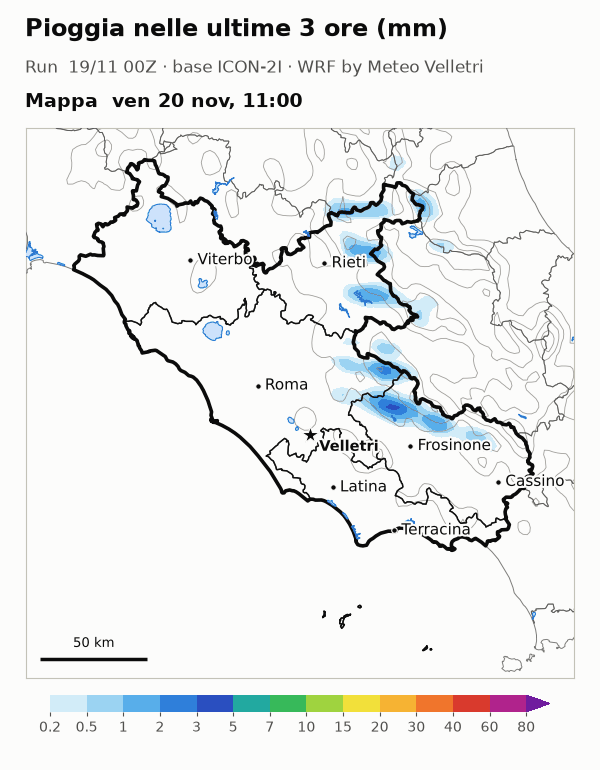 Pioggia nelle ultime 3 ore (mm)
Run  19/11 00Z · base ICON-2I · WRF by Meteo Velletri
Mappa  ven 20 nov, 11:00
Viterbo
Rieti
Roma
Velletri
Frosinone
Latina
Cassino
Terracina
50 km
0.2 0.5 1 2 3 5 7 10 15 20 30 40 60 80